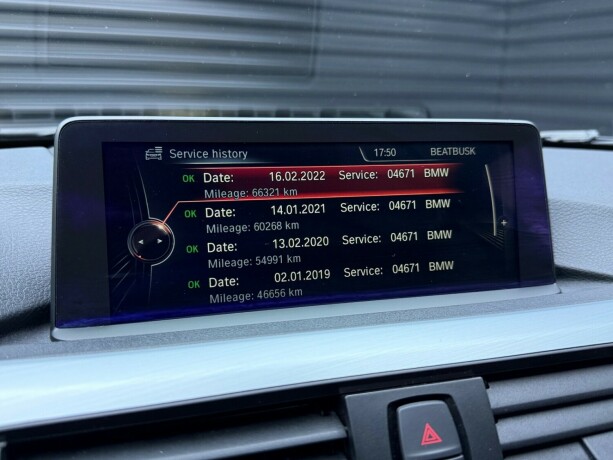 Service history 17:50 BEATBUSK
OK Date: 16.02.2022 Service: 04671 BMW
Mileage: 66321 km
OK Date: 14.01.2021 Service: 04671 BMW
Mileage: 60268 km
OK Date: 13.02.2020 Service: 04671 BMW
Mileage: 54991 km
OK Date: 02.01.2019 Service: 04671 BMW
Mileage: 46656 km